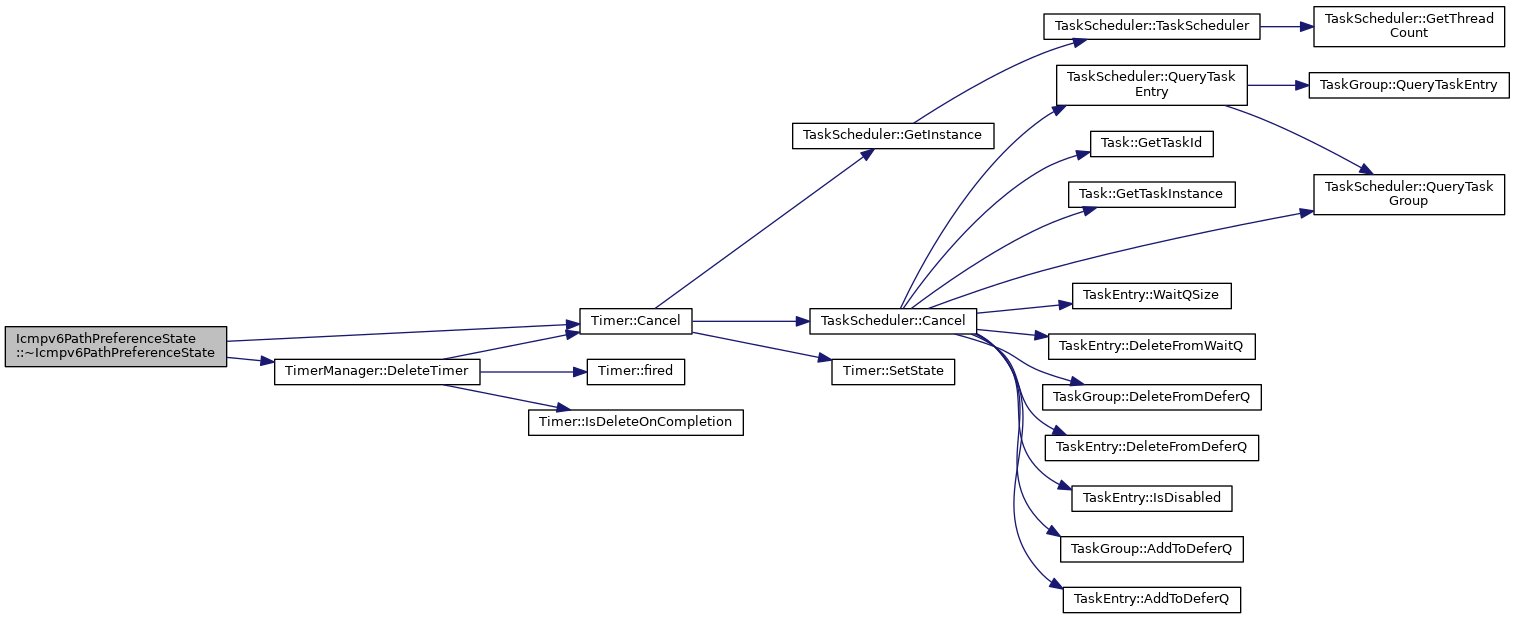 Icmpv6PathPreferenceState
::~Icmpv6PathPreferenceState
TimerManager::DeleteTimer
Timer::Cancel
Timer::fired
Timer::IsDeleteOnCompletion
TaskScheduler::GetInstance
TaskScheduler::Cancel
Timer::SetState
TaskScheduler::TaskScheduler
TaskScheduler::QueryTask
Entry
Task::GetTaskId
Task::GetTaskInstance
TaskEntry::WaitQSize
TaskEntry::DeleteFromWaitQ
TaskGroup::DeleteFromDeferQ
TaskEntry::DeleteFromDeferQ
TaskEntry::IsDisabled
TaskGroup::AddToDeferQ
TaskEntry::AddToDeferQ
TaskScheduler::GetThread
Count
TaskGroup::QueryTaskEntry
TaskScheduler::QueryTask
Group